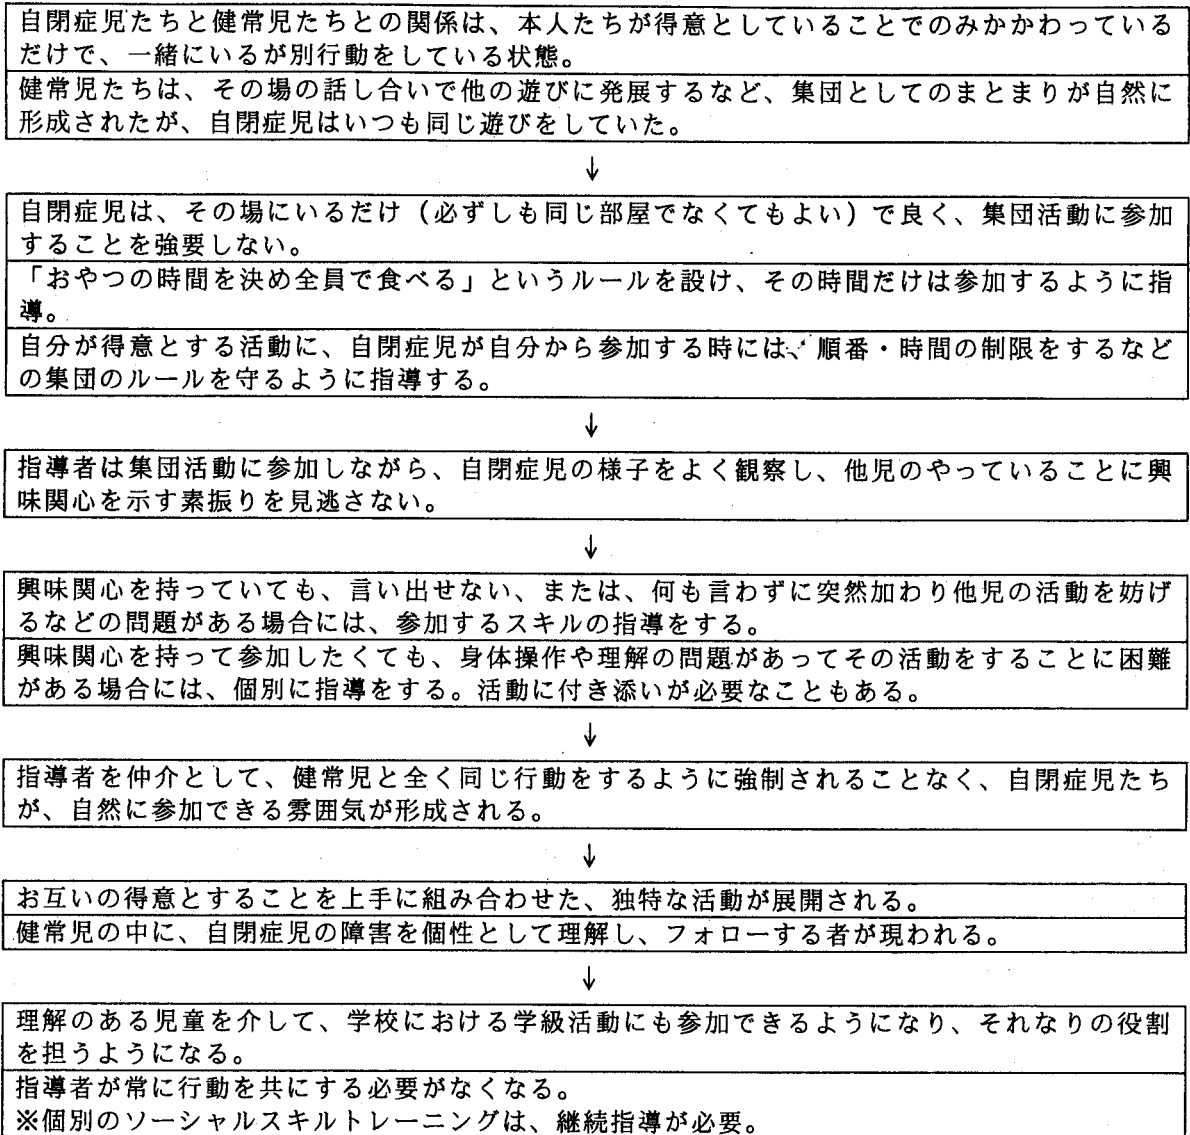 自閉症児たちと健常児たちとの関係は、本人たちが得意としていることでのみかかわっている
だけで、一緒にいるが別行動をしている状態。
健常児たちは、その場の話し合いで他の遊びに発展するなど、集団としてのまとまりが自然に
形成されたが、自閉症児はいつも同じ遊びをしていた。
↓
自閉症児は、その場にいるだけ（必ずしも同じ部屋でなくてもよい）で良く、集団活動に参加
することを強要しない。
「おやつの時間を決め全員で食べる」というルールを設け、その時間だけは参加するように指
導。
自分が得意とする活動に、自閉症児が自分から参加する時には、順番・時間の制限をするなど
の集団のルールを守るように指導する。
↓
指導者は集団活動に参加しながら、自閉症児の様子をよく観察し、他児のやっていることに興
味関心を示す素振りを見逃さない。
↓
興味関心を持っていても、言い出せない、または、何も言わずに突然加わり他児の活動を妨げ
るなどの問題がある場合には、参加するスキルの指導をする。
興味関心を持って参加したくても、身体操作や理解の問題があってその活動をすることに困難
がある場合には、個別に指導をする。活動に付き添いが必要なこともある。
↓
指導者を仲介として、健常児と全く同じ行動をするように強制されることなく、自閉症児たち
が、自然に参加できる雰囲気が形成される。
↓
お互いの得意とすることを上手に組み合わせた、独特な活動が展開される。
健常児の中に、自閉症児の障害を個性として理解し、フォローする者が現われる。
↓
理解のある児童を介して、学校における学級活動にも参加できるようになり、それなりの役割
を担うようになる。
指導者が常に行動を共にする必要がなくなる。
※個別のソーシャルスキルトレーニングは、継続指導が必要。